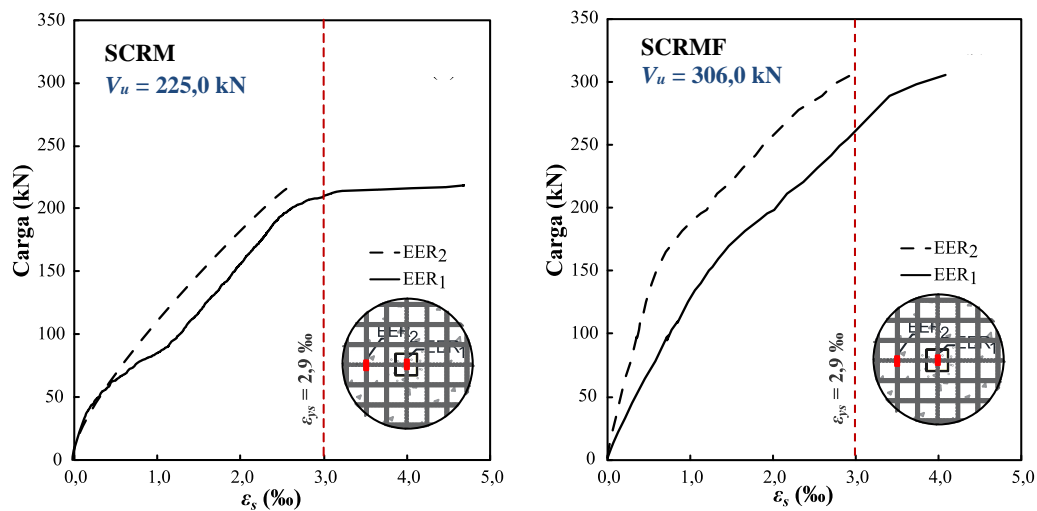 SCRM
Vu = 225,0 kN
Carga (kN)
350
300
250
200
150
100
50
0
0,0 1,0 2,0 3,0 4,0 5,0
εs (‰)
εys = 2,9 ‰
EER2
EER1
EER2
EER1
SCRMF
Vu = 306,0 kN
Carga (kN)
350
300
250
200
150
100
50
0
0,0 1,0 2,0 3,0 4,0 5,0
εs (‰)
εys = 2,9 ‰
EER2
EER1
EER2
EER1